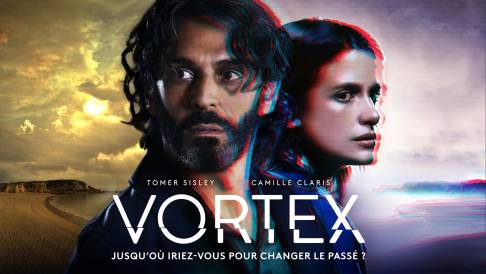 TOMER SISLEY CAMILLE CLARIS
VORTEX
JUSQU'OÙ IRIEZ-VOUS POUR CHANGER LE PASSÉ ?